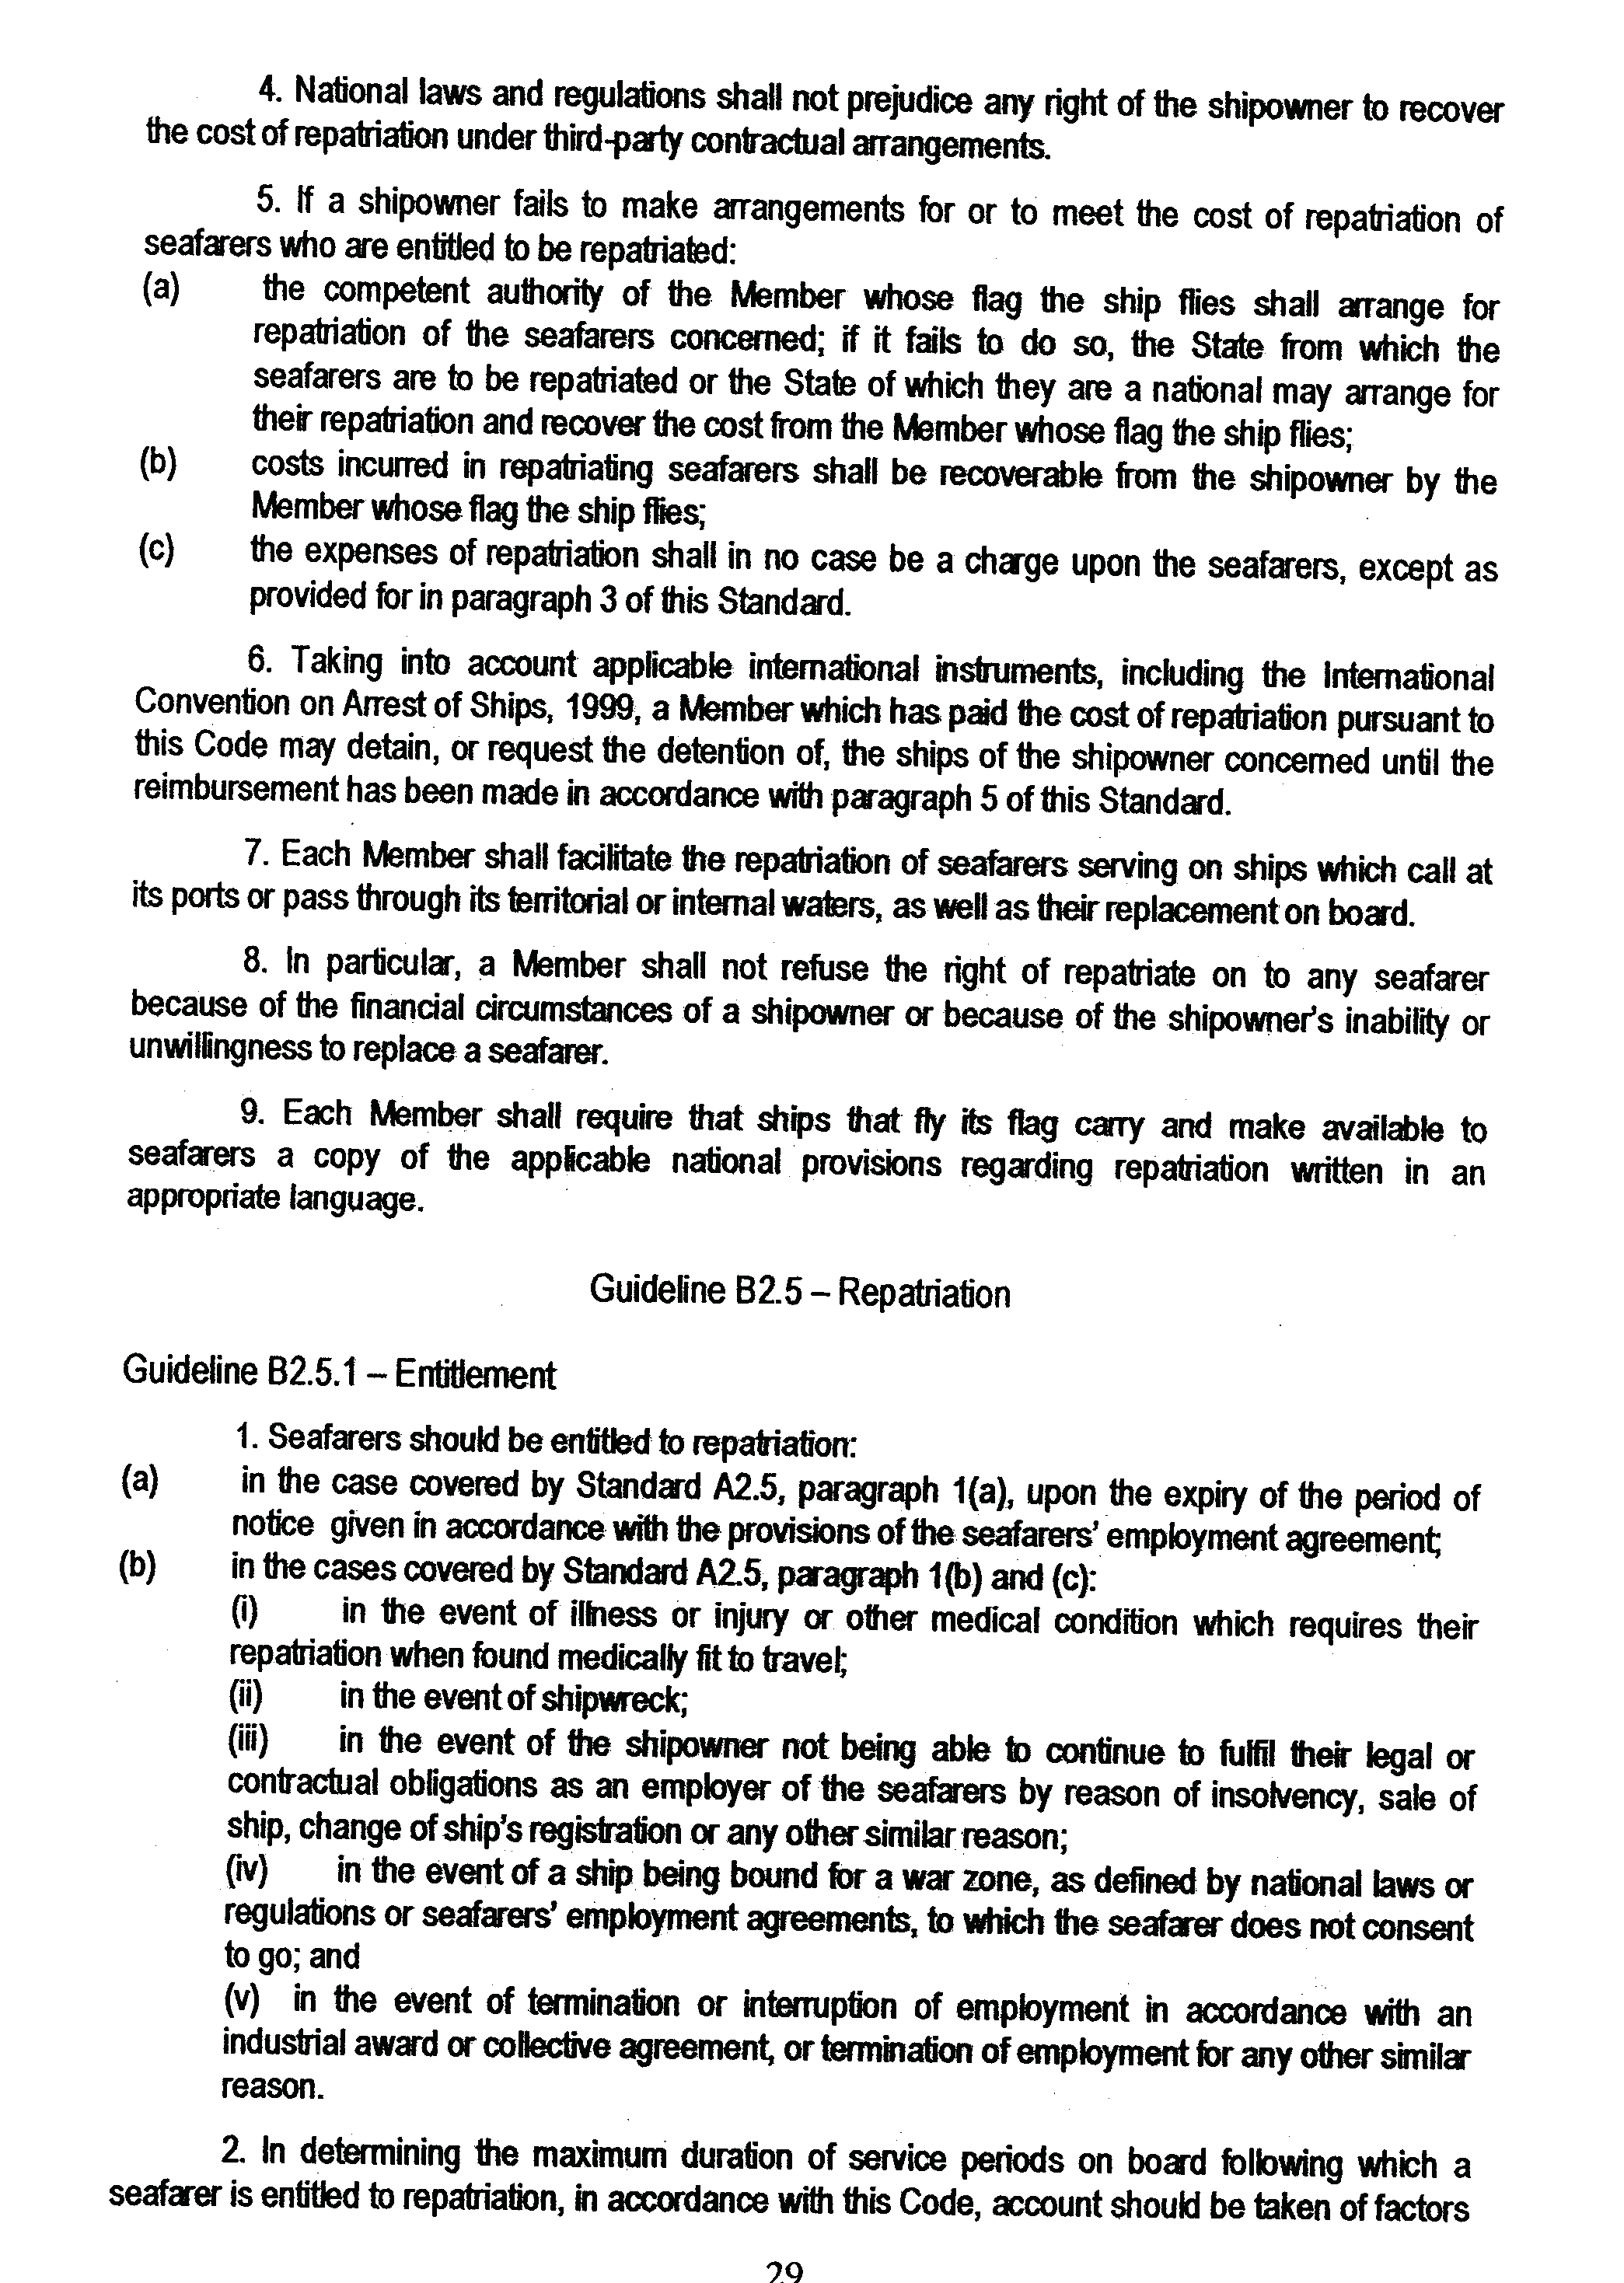 4. National laws and regulations shall not prejudice any right of the shipowner to recover
the cost of repatriation under third-party contractual arrangements.
5. If a shipowner fails to make arrangements for or to meet the cost of repatriation of
seafarers who are entitled to be repatriated:
(a) the competent authority of the Member whose flag the ship flies shall arrange for
repatriation of the seafarers concerned; if it fails to do so, the State from which the
seafarers are to be repatriated or the State of which they are a national may arrange for
their repatriation and recover the cost from the Member whose flag the ship flies;
(b) costs incurred in repatriating seafarers shall be recoverable from the shipowner by the
Member whose flag the ship flies;
(c) the expenses of repatriation shall in no case be a charge upon the seafarers, except as
provided for in paragraph 3 of this Standard.
6. Taking into account applicable international instruments, including the International
Convention on Arrest of Ships, 1999, a Member which has paid the cost of repatriation pursuant to
this Code may detain, or request the detention of, the ships of the shipowner concerned until the
reimbursement has been made in accordance with paragraph 5 of this Standard.
7. Each Member shall facilitate the repatriation of seafarers serving on ships which call at
its ports or pass through its territorial or internal waters, as well as their replacement on board.
8. In particular, a Member shall not refuse the right of repatriate on to any seafarer
because of the financial circumstances of a shipowner or because of the shipowner's inability or
unwillingness to replace a seafarer.
9. Each Member shall require that ships that fly its flag carry and make available to
seafarers a copy of the applicable national provisions regarding repatriation written in an
appropriate language.
Guideline B2.5 – Repatriation
Guideline B2.5.1 – Entitlement
1. Seafarers should be entitled to repatriation:
(a) in the case covered by Standard A2.5, paragraph 1(a), upon the expiry of the period of
notice given in accordance with the provisions of the seafarers' employment agreement;
(b) in the cases covered by Standard A2.5, paragraph 1(b) and (c):
(i) in the event of illness or injury or other medical condition which requires their
repatriation when found medically fit to travel;
(ii) in the event of shipwreck;
(iii) in the event of the shipowner not being able to continue to fulfil their legal or
contractual obligations as an employer of the seafarers by reason of insolvency, sale of
ship, change of ship's registration or any other similar reason;
(iv) in the event of a ship being bound for a war zone, as defined by national laws or
regulations or seafarers' employment agreements, to which the seafarer does not consent
to go; and
(v) in the event of termination or interruption of employment in accordance with an
industrial award or collective agreement, or termination of employment for any other similar
reason.
2. In determining the maximum duration of service periods on board following which a
seafarer is entitled to repatriation, in accordance with this Code, account should be taken of factors
29